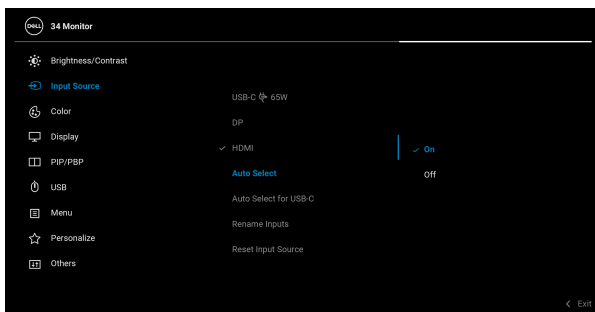 DELL 34 Monitor
Brightness/Contrast
Input Source
Color
Display
PIP/PBP
USB
Menu
Personalize
Others
USB-C 65W
DP
HDMI
Auto Select
Auto Select for USB-C
Rename Inputs
Reset Input Source
On
Off
Exit